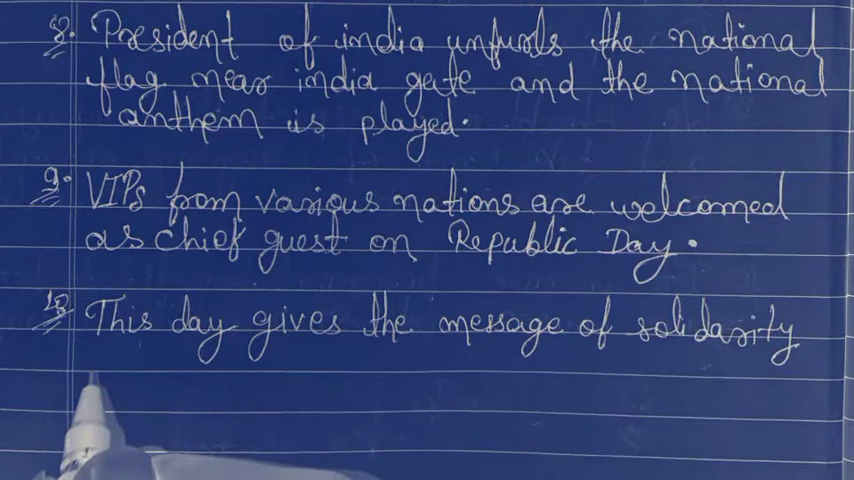 8. President of india unfurls the national
flag near india gate and the national
anthem is played.
9. VIPs from various nations are welcomed
as chief guest on Republic Day.
10. This day gives the message of solidarity